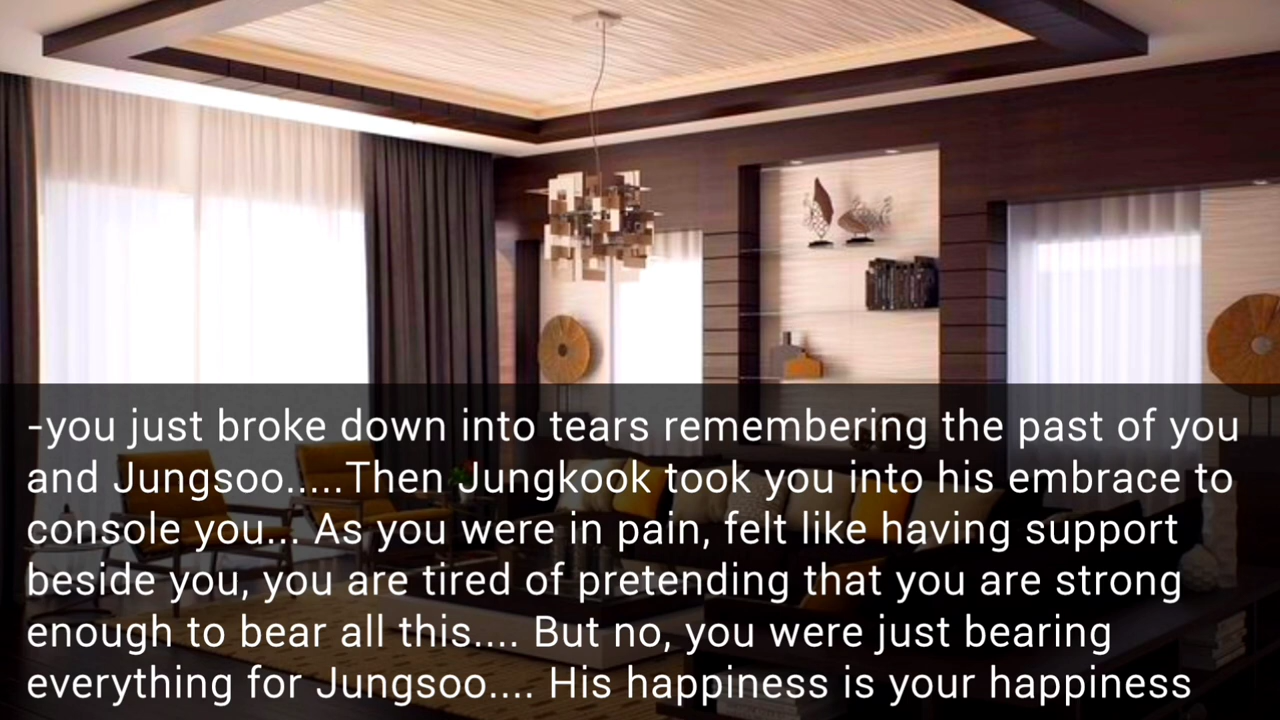 -you just broke down into tears remembering the past of you
and Jungsoo.....Then Jungkook took you into his embrace to
console you... As you were in pain, felt like having support
beside you, you are tired of pretending that you are strong
enough to bear all this.... But no, you were just bearing
everything for Jungsoo.... His happiness is your happiness